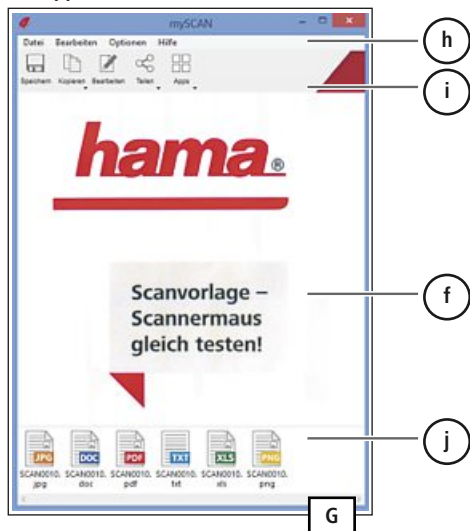 mySCAN
Datei Bearbeiten Optionen Hilfe
Speichern Kopieren Bearbeiten Teilen Apps
h
i
hama®
Scanvorlage –
Scannermaus
gleich testen!
f
JPG DOC PDF TXT XLS PNG
SCAN0010. SCAN0010. SCAN0010. SCAN0010. SCAN0010. SCAN0010.
jpg doc pdf txt xls png
j
G